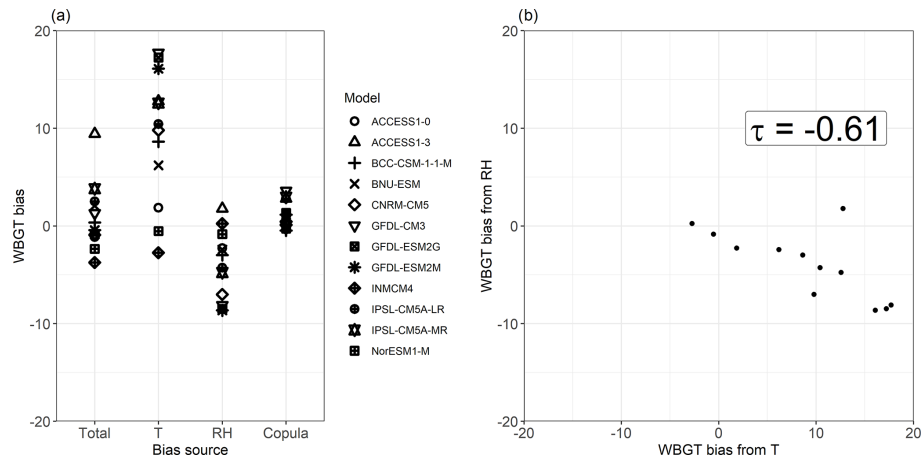 (a)
20
10
0
-10
-20
WBGT bias
Total
T
RH
Copula
Bias source
Model
ACCESS1-0
ACCESS1-3
BCC-CSM-1-1-M
BNU-ESM
CNRM-CM5
GFDL-CM3
GFDL-ESM2G
GFDL-ESM2M
INMCM4
IPSL-CM5A-LR
IPSL-CM5A-MR
NorESM1-M
(b)
20
10
0
-10
-20
WBGT bias from RH
τ = -0.61
-20
-10
0
10
20
WBGT bias from T